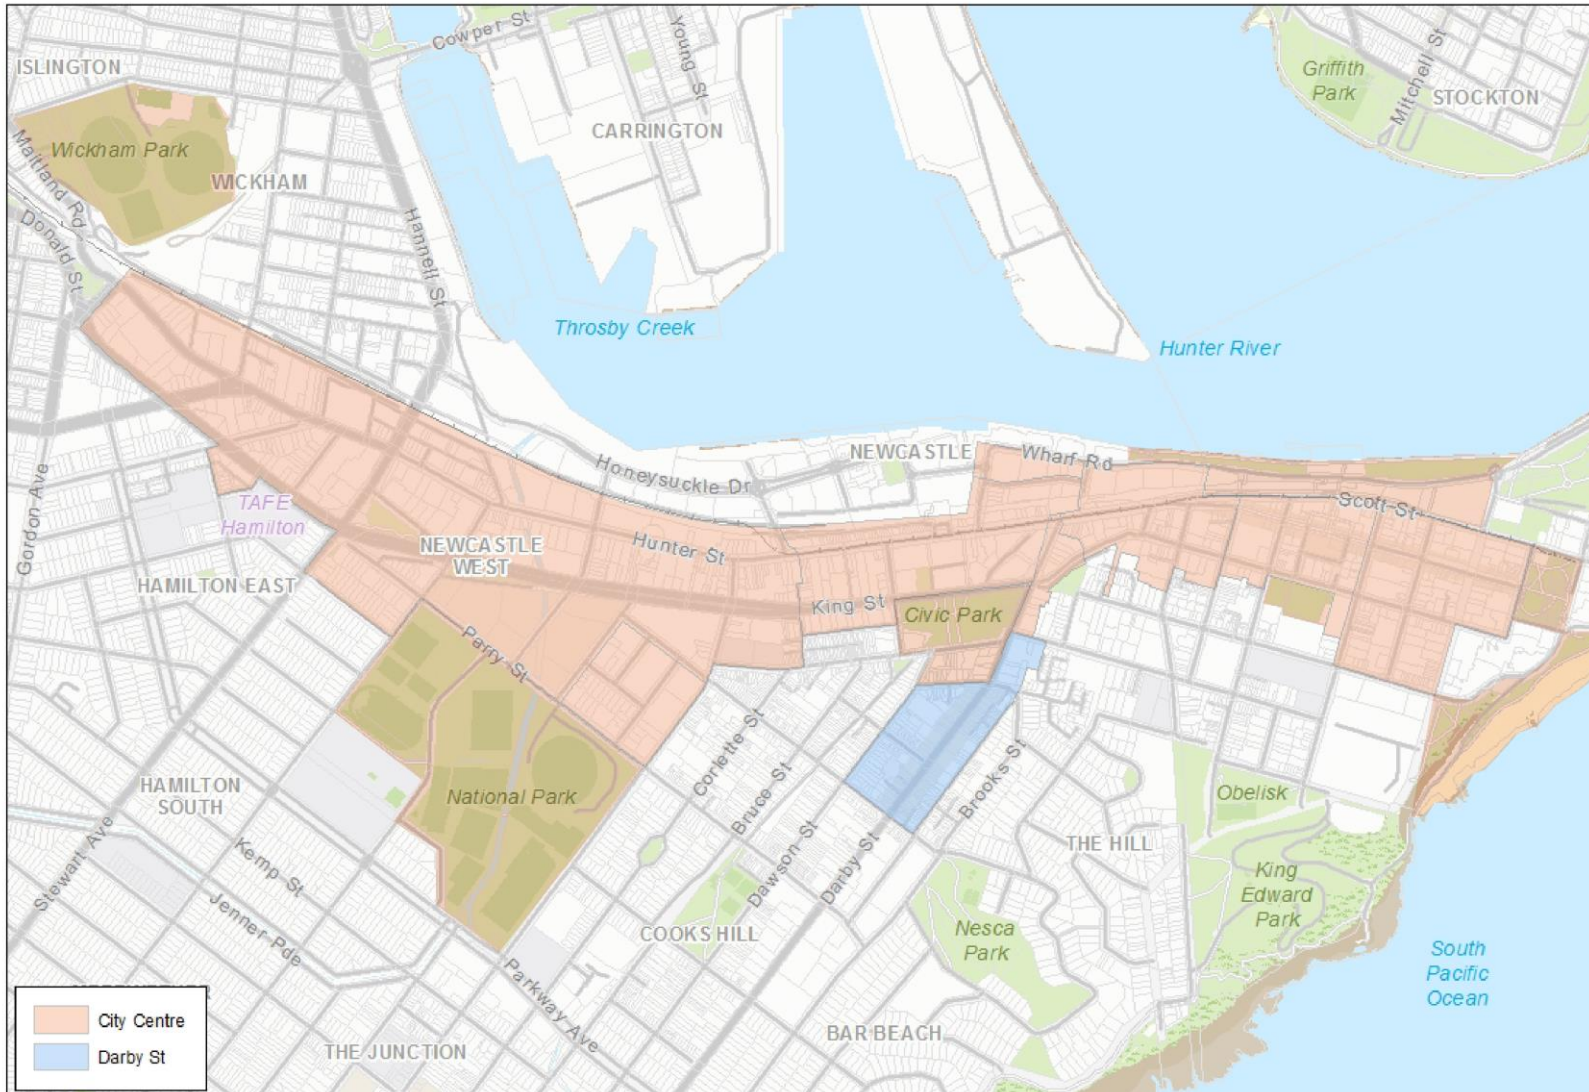 Cowper St
Young St
ISLINGTON
Griffith
Park
Mitchell St
STOCKTON
CARRINGTON
Wickham Park
Maitland Rd
WICKHAM
Donald St
Hannell St
Throsby Creek
Hunter River
NEWCASTLE
Wharf Rd
Honeysuckle Dr
Scott St
Gordon Ave
TAFE
Hamilton
NEWCASTLE
WEST
Hunter St
HAMILTON EAST
King St
Civic Park
Parry St
Corlette St
Bruce St
Brooks St
HAMILTON
SOUTH
National Park
Obelisk
Dawson St
Darby St
THE HILL
Stewart Ave
Kemp St
King
Edward
Park
Jenner Pde
COOKS HILL
Nesca
Park
South
Pacific
Ocean
Parkway Ave
City Centre
Darby St
BAR BEACH
THE JUNCTION